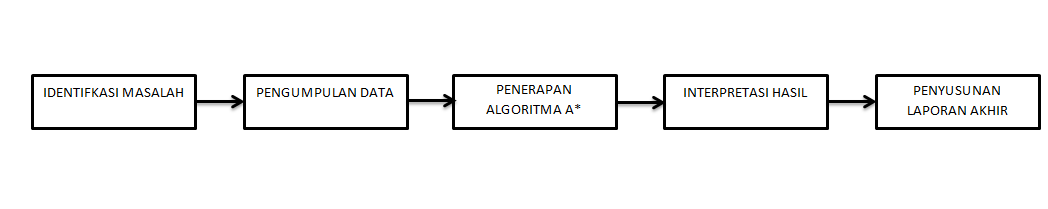 IDENTIFKASI MASALAH
PENGUMPULAN DATA
PENERAPAN
ALGORITMA A*
INTERPRETASI HASIL
PENYUSUNAN
LAPORAN AKHIR